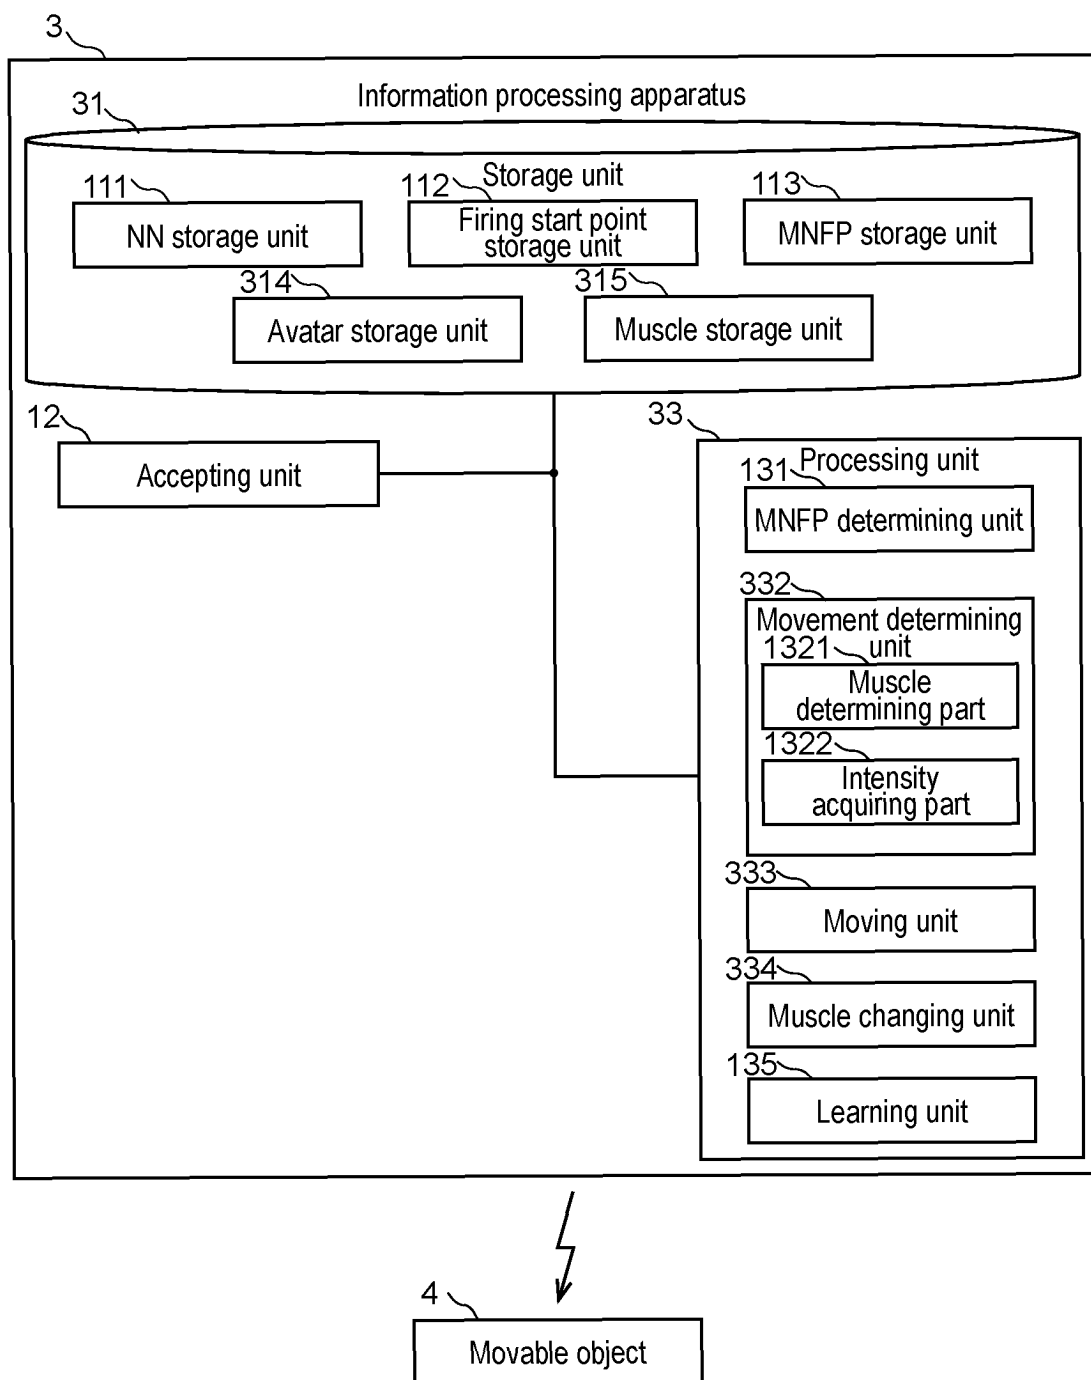 3
Information processing apparatus
31
Storage unit
111
NN storage unit
112
Firing start point
storage unit
113
MNFP storage unit
314
Avatar storage unit
315
Muscle storage unit
12
Accepting unit
33
Processing unit
131
MNFP determining unit
332
Movement determining
unit
1321
Muscle
determining part
1322
Intensity
acquiring part
333
Moving unit
334
Muscle changing unit
135
Learning unit
4
Movable object